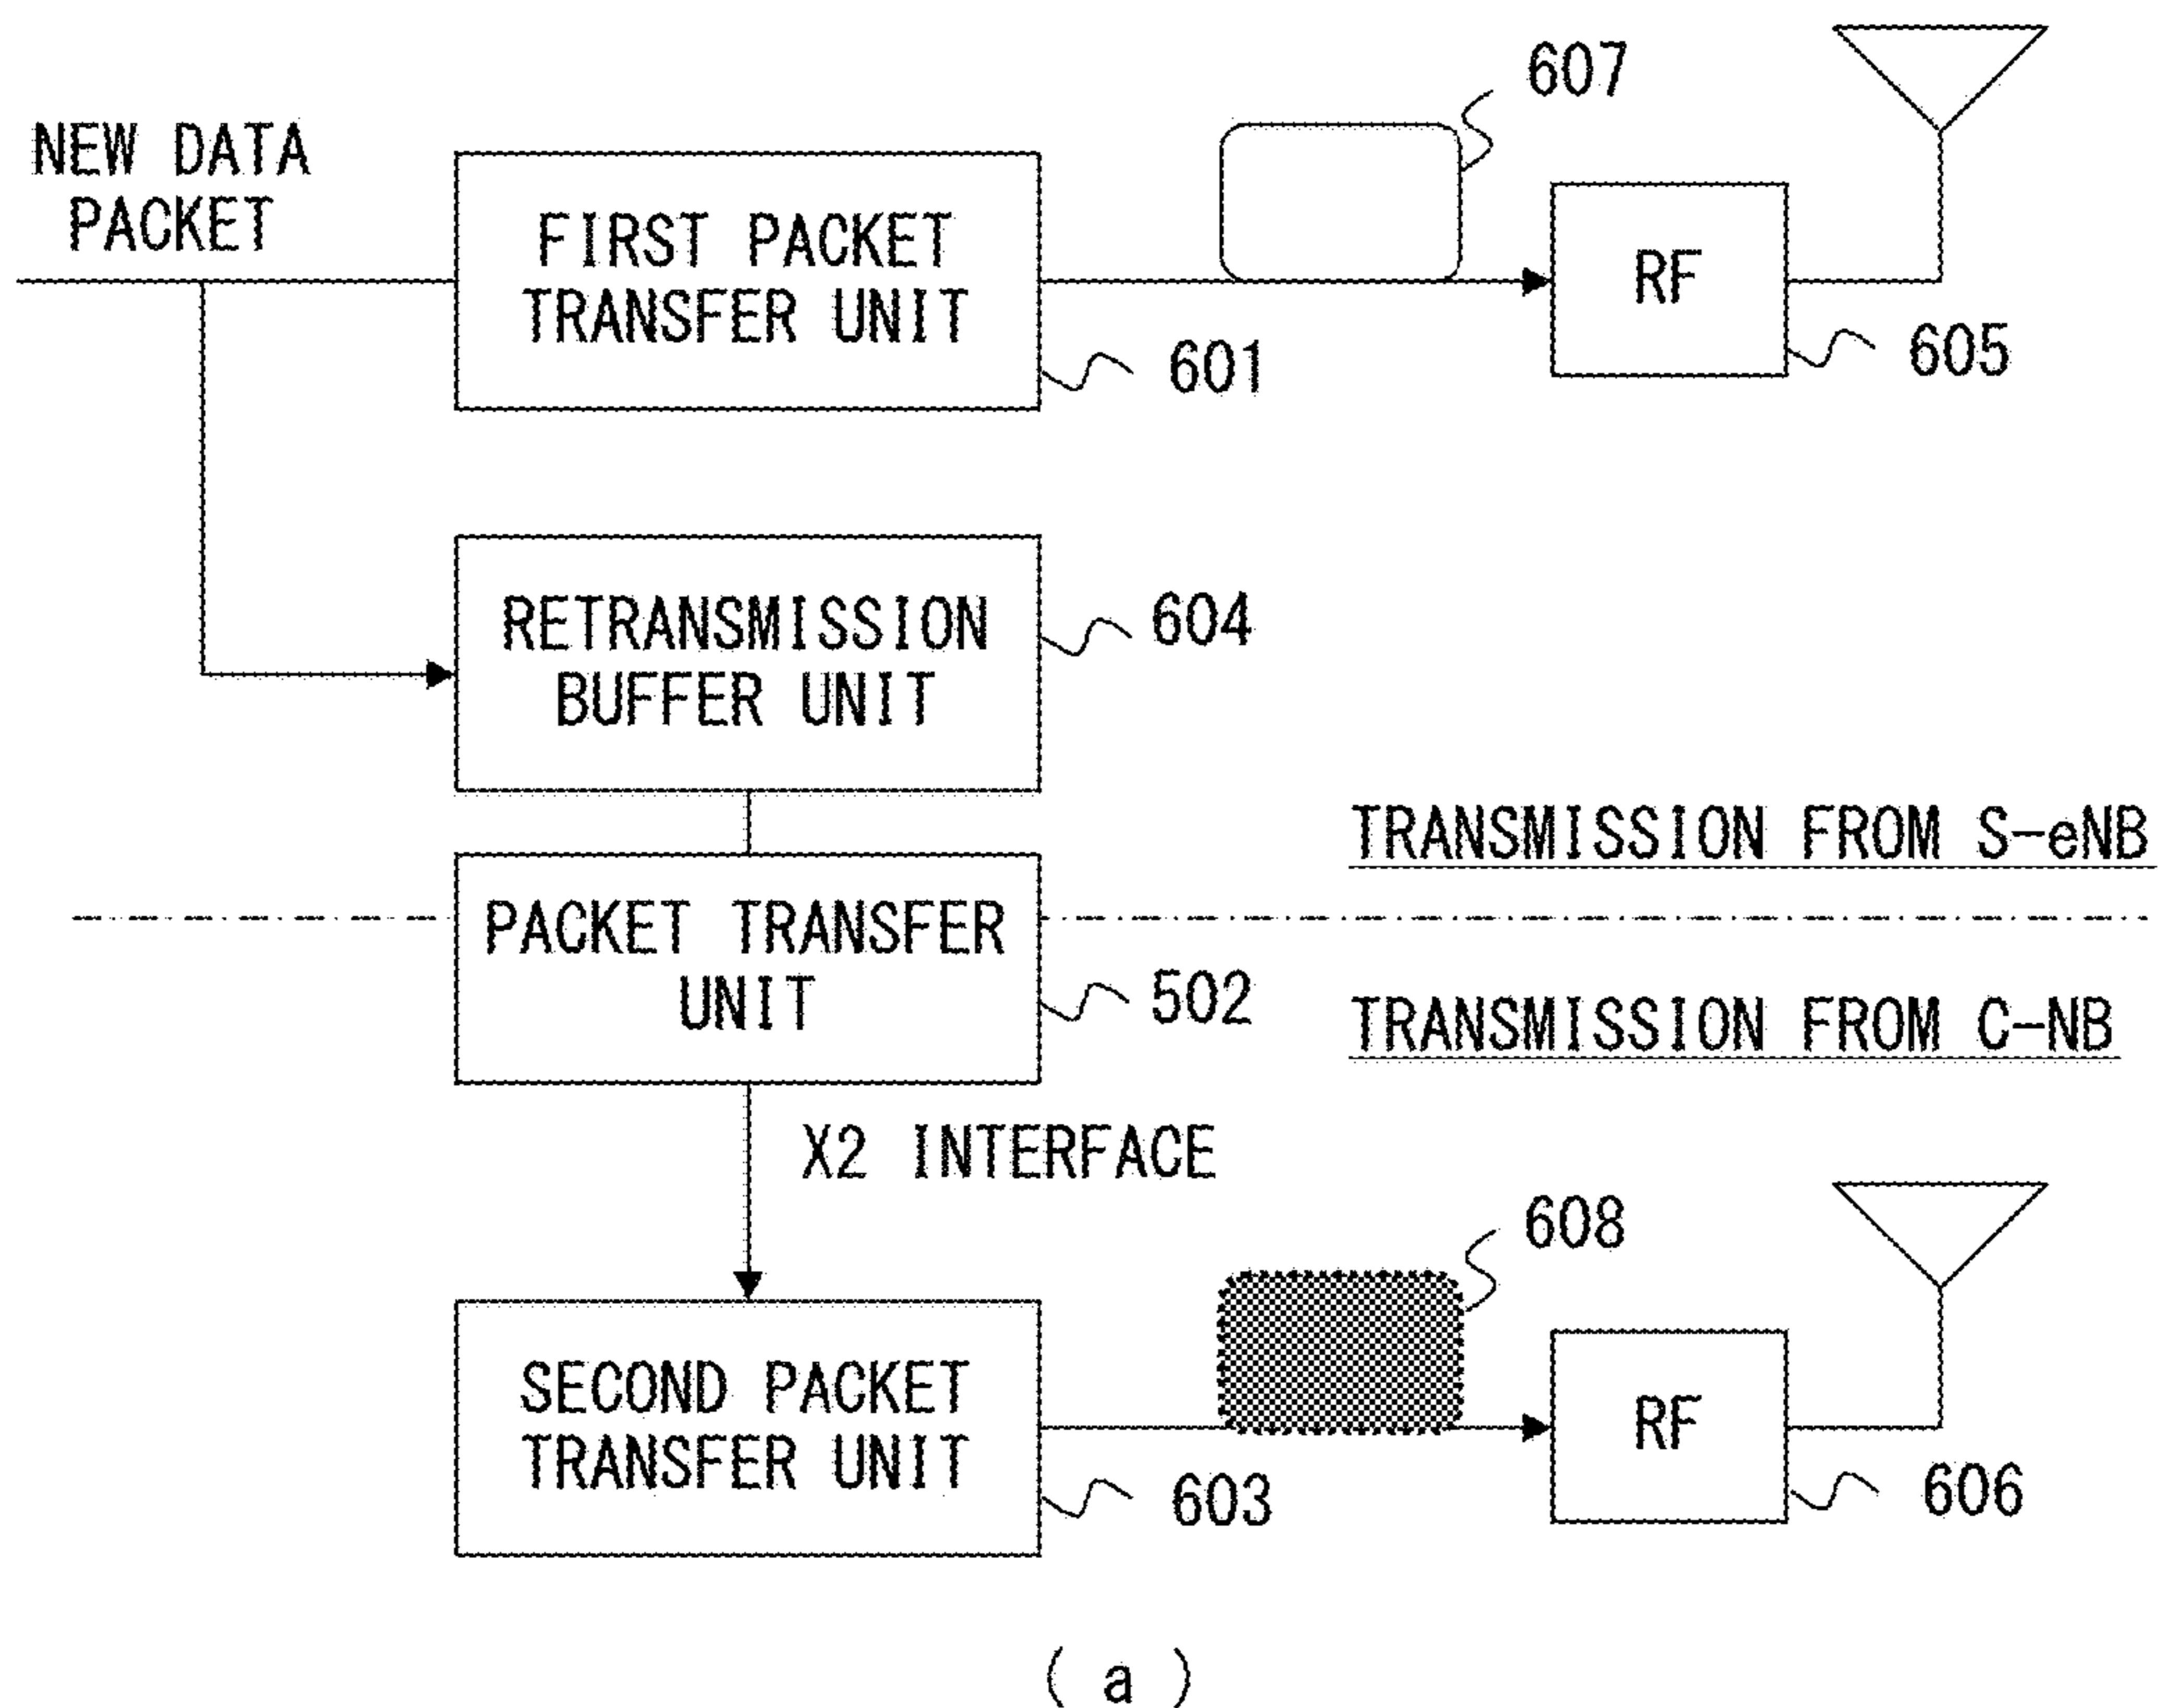 NEW DATA
PACKET
FIRST PACKET
TRANSFER UNIT
601
607
RF
605
RETRANSMISSION
BUFFER UNIT
604
TRANSMISSION FROM S-eNB
PACKET TRANSFER
UNIT
502
TRANSMISSION FROM C-NB
X2 INTERFACE
SECOND PACKET
TRANSFER UNIT
603
608
RF
606
( a )